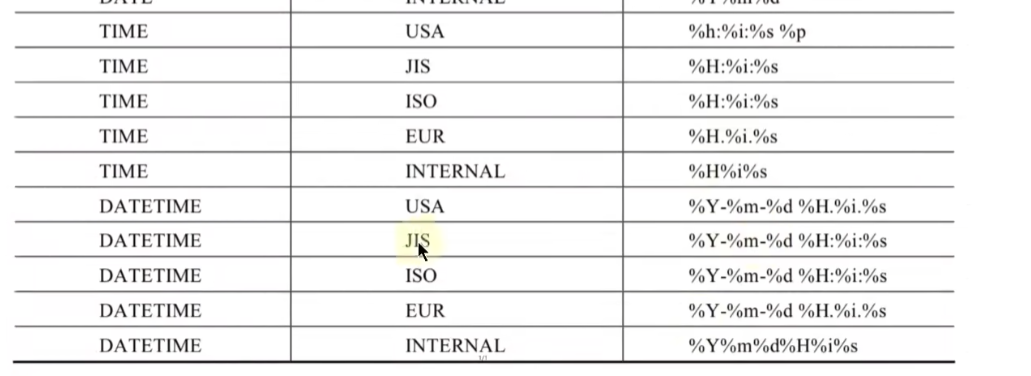 DATE INTERNAL %Y%m%d
TIME USA %h:%i:%s %p
TIME JIS %H:%i:%s
TIME ISO %H:%i:%s
TIME EUR %H.%i.%s
TIME INTERNAL %H%i%s
DATETIME USA %Y-%m-%d %H.%i.%s
DATETIME JIS %Y-%m-%d %H:%i:%s
DATETIME ISO %Y-%m-%d %H:%i:%s
DATETIME EUR %Y-%m-%d %H.%i.%s
DATETIME INTERNAL %Y%m%d%H%i%s